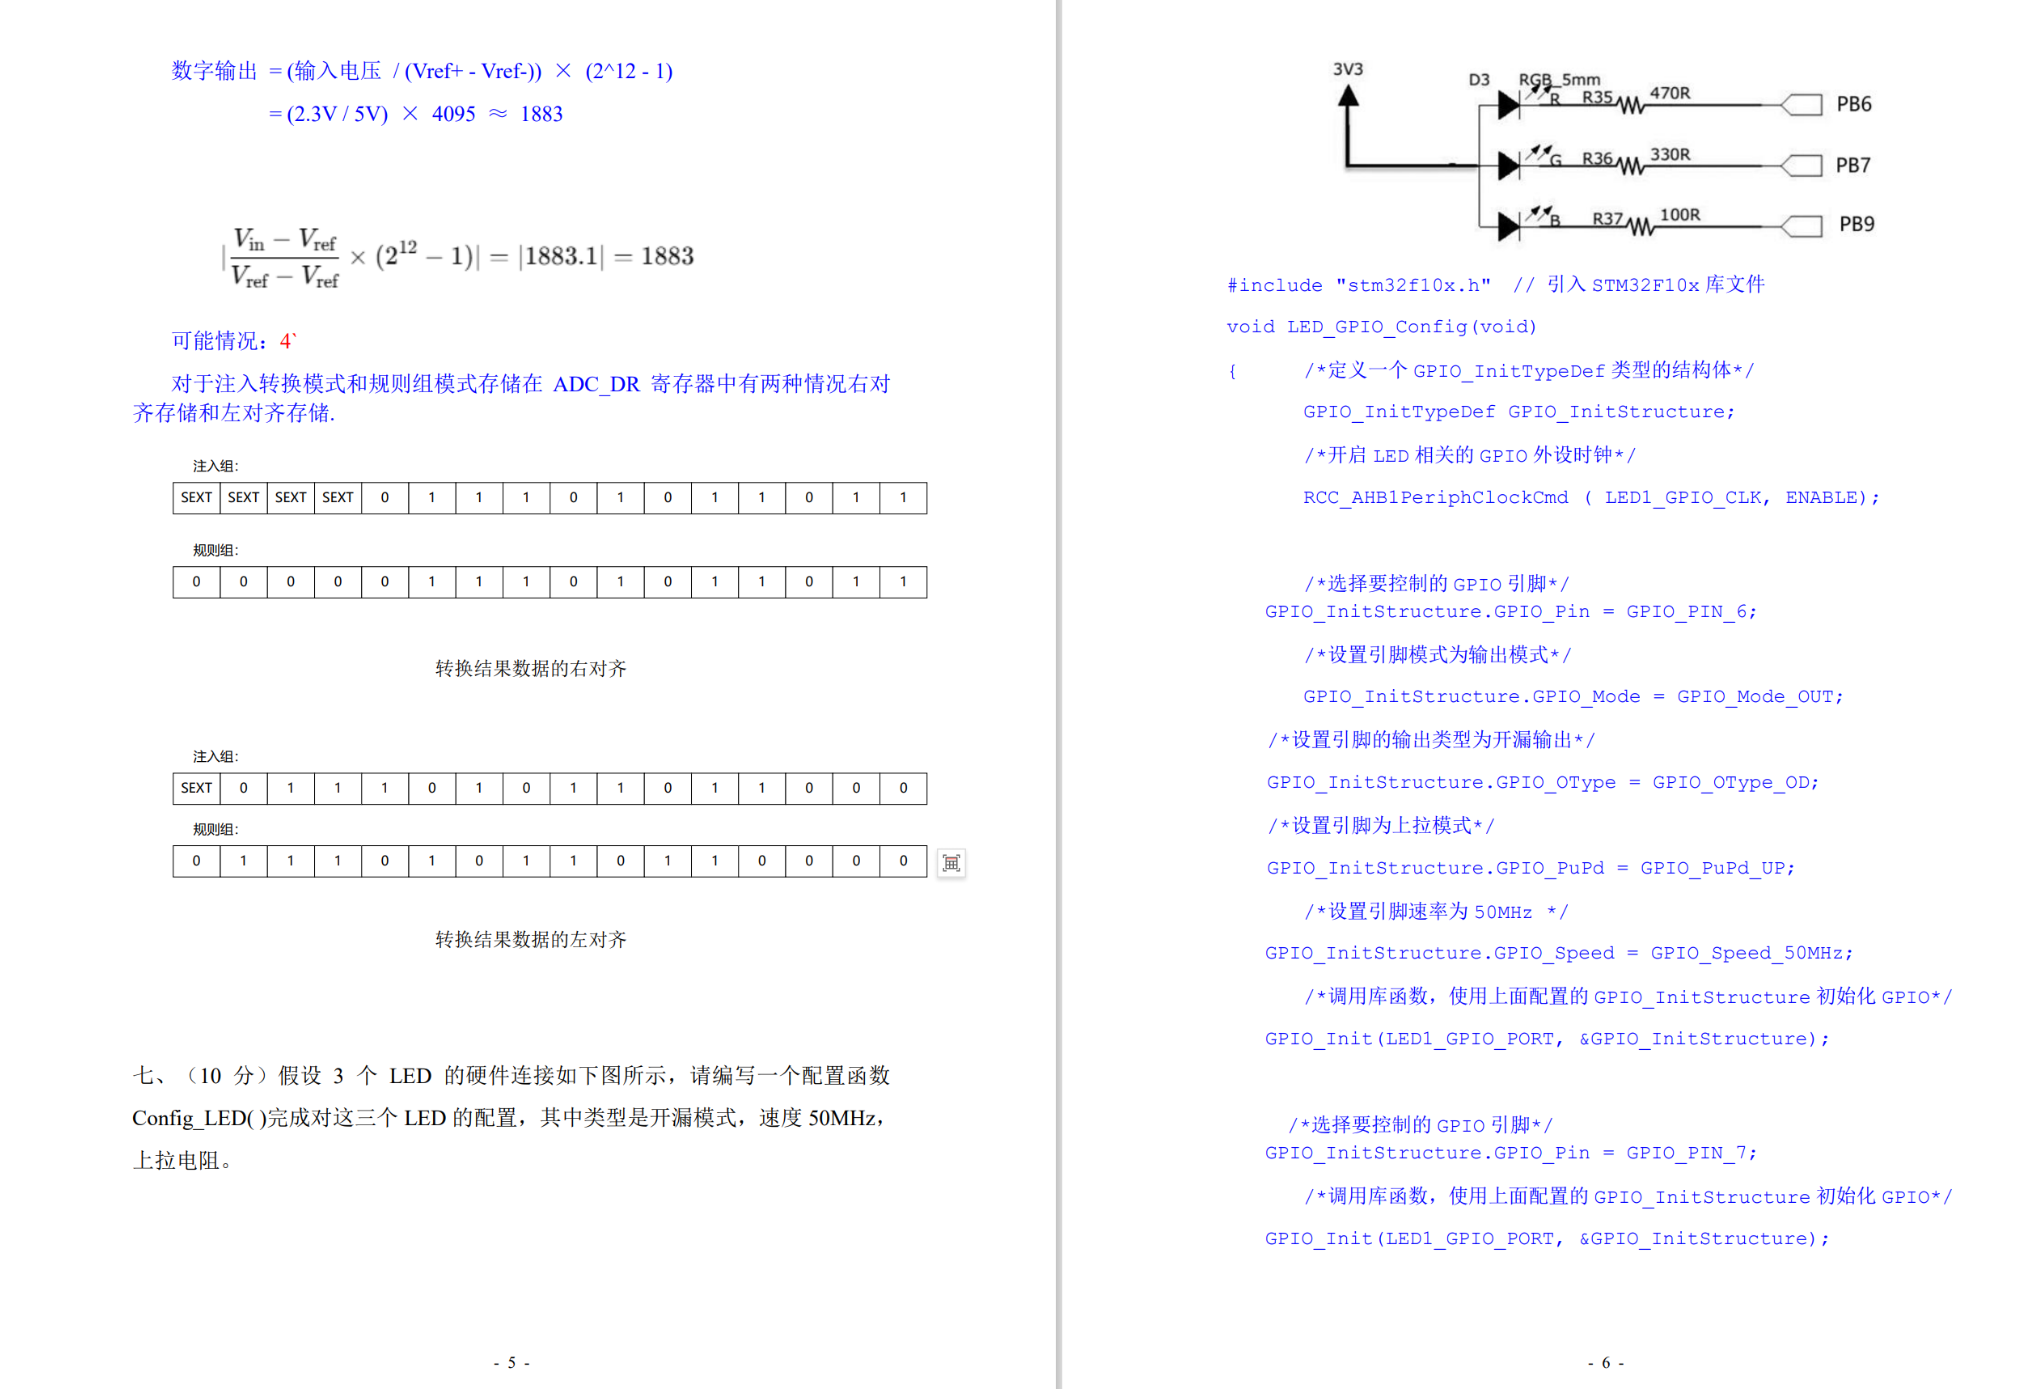 数字输出 = (输入电压 / (Vref+ - Vref-)) × (2^12 - 1)
= (2.3V / 5V) × 4095 ≈ 1883
|\frac{V_{in} − V_{ref}}{V_{ref} − V_{ref}} × (2^{12} − 1)| = |1883.1| = 1883
可能情况：4`
对于注入转换模式和规则组模式存储在 ADC_DR 寄存器中有两种情况右对
齐存储和左对齐存储.
注入组：
SEXT SEXT SEXT SEXT 0 1 1 1 0 1 0 1 1 0 1 1
规则组：
0 0 0 0 0 1 1 1 0 1 0 1 1 0 1 1
转换结果数据的右对齐
注入组：
SEXT 0 1 1 1 0 1 0 1 1 0 1 1 0 0 0
规则组：
0 1 1 1 0 1 0 1 1 0 1 1 0 0 0 0
转换结果数据的左对齐
七、（10 分）假设 3 个 LED 的硬件连接如下图所示，请编写一个配置函数
Config_LED( )完成对这三个 LED 的配置，其中类型是开漏模式，速度 50MHz，
上拉电阻。
- 5 -
3V3
D3 RGB_5mm
R R35 470R PB6
G R36 330R PB7
B R37 100R PB9
#include "stm32f10x.h" // 引入 STM32F10x 库文件
void LED_GPIO_Config(void)
{ /*定义一个 GPIO_InitTypeDef 类型的结构体*/
GPIO_InitTypeDef GPIO_InitStructure;
/*开启 LED 相关的 GPIO 外设时钟*/
RCC_AHB1PeriphClockCmd ( LED1_GPIO_CLK, ENABLE);
/*选择要控制的 GPIO 引脚*/
GPIO_InitStructure.GPIO_Pin = GPIO_PIN_6;
/*设置引脚模式为输出模式*/
GPIO_InitStructure.GPIO_Mode = GPIO_Mode_OUT;
/*设置引脚的输出类型为开漏输出*/
GPIO_InitStructure.GPIO_OType = GPIO_OType_OD;
/*设置引脚为上拉模式*/
GPIO_InitStructure.GPIO_PuPd = GPIO_PuPd_UP;
/*设置引脚速率为 50MHz */
GPIO_InitStructure.GPIO_Speed = GPIO_Speed_50MHz;
/*调用库函数，使用上面配置的 GPIO_InitStructure 初始化 GPIO*/
GPIO_Init(LED1_GPIO_PORT, &GPIO_InitStructure);
/*选择要控制的 GPIO 引脚*/
GPIO_InitStructure.GPIO_Pin = GPIO_PIN_7;
/*调用库函数，使用上面配置的 GPIO_InitStructure 初始化 GPIO*/
GPIO_Init(LED1_GPIO_PORT, &GPIO_InitStructure);
- 6 -